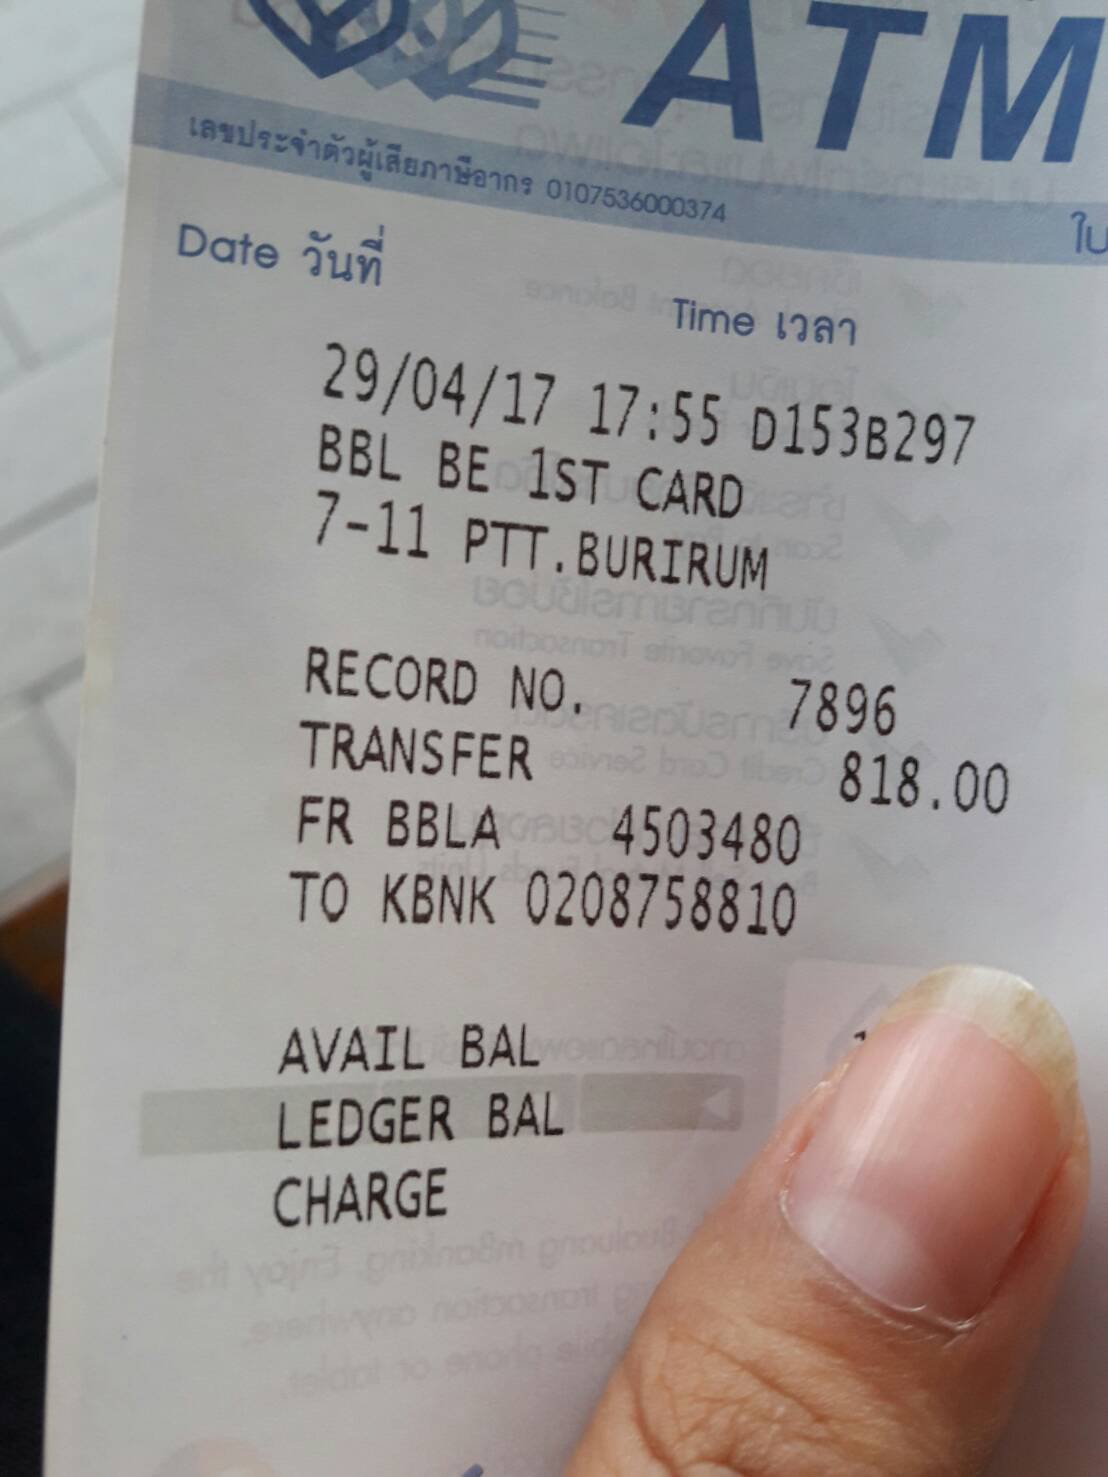 ATM
เลขประจำตัวผู้เสียภาษีอากร 0107536000374
ใบ
Date วันที่
Time เวลา
29/04/17 17:55 D153B297
BBL BE 1ST CARD
7-11 PTT.BURIRUM
RECORD NO. 7896
TRANSFER 818.00
FR BBLA 4503480
TO KBNK 0208758810
AVAIL BAL
LEDGER BAL
CHARGE